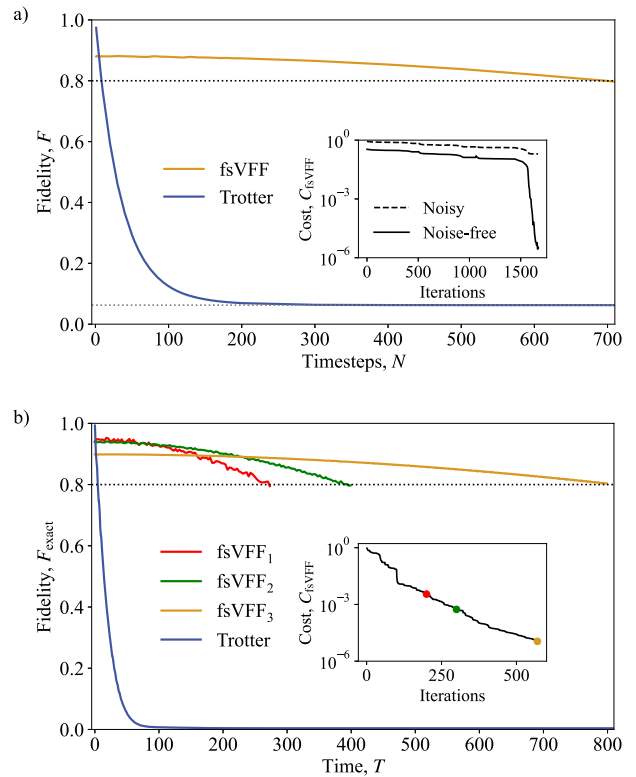 a)
1.0
0.8
0.6
0.4
0.2
0.0
Fidelity, F
fsVFF
Trotter
0
100
200
300
400
500
600
700
Timesteps, N
10^0
10^-3
10^-6
Cost, C_fsVFF
Noisy
Noise-free
0
500
1000
1500
Iterations
b)
1.0
0.8
0.6
0.4
0.2
0.0
Fidelity, F_exact
fsVFF_1
fsVFF_2
fsVFF_3
Trotter
0
100
200
300
400
500
600
700
800
Time, T
10^0
10^-3
10^-6
Cost, C_fsVFF
0
250
500
Iterations